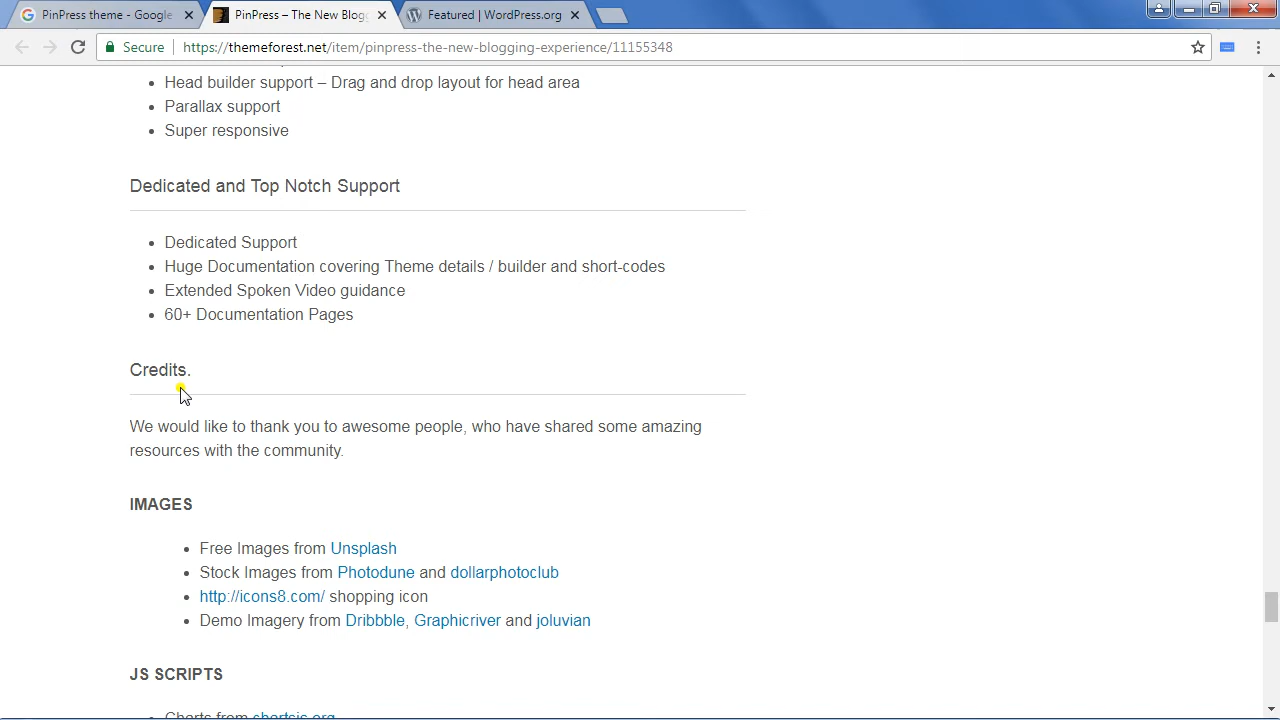 PinPress theme - Google
PinPress – The New Blogg
Featured | WordPress.org
Secure
https://themeforest.net/item/pinpress-the-new-blogging-experience/11155348
Head builder support – Drag and drop layout for head area
Parallax support
Super responsive
Dedicated and Top Notch Support
Dedicated Support
Huge Documentation covering Theme details / builder and short-codes
Extended Spoken Video guidance
60+ Documentation Pages
Credits.
We would like to thank you to awesome people, who have shared some amazing
resources with the community.
IMAGES
Free Images from Unsplash
Stock Images from Photodune and dollarphotoclub
http://icons8.com/ shopping icon
Demo Imagery from Dribbble, Graphicriver and joluvian
JS SCRIPTS
Charts from chartsjs.org